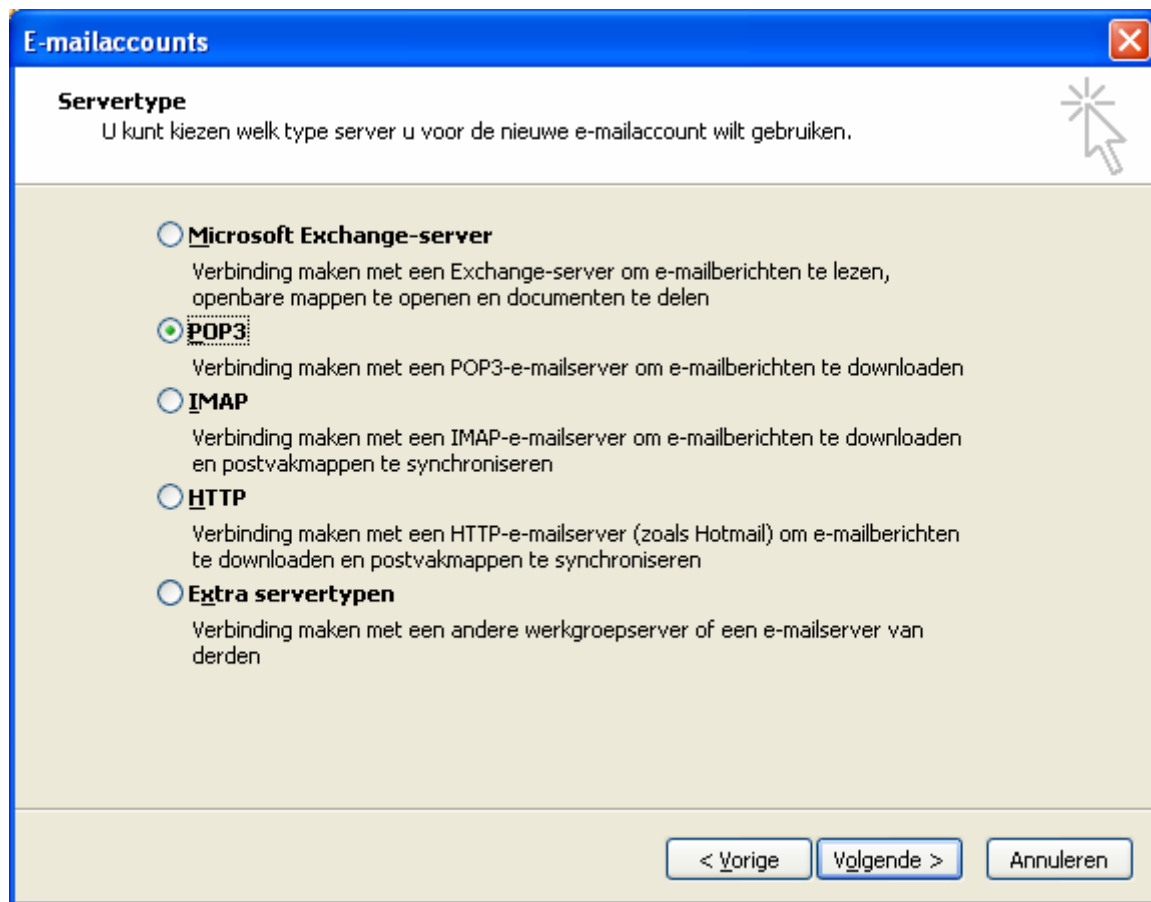 E-mailaccounts
Servertype
U kunt kiezen welk type server u voor de nieuwe e-mailaccount wilt gebruiken.
Microsoft Exchange-server
Verbinding maken met een Exchange-server om e-mailberichten te lezen,
openbare mappen te openen en documenten te delen
POP3
Verbinding maken met een POP3-e-mailserver om e-mailberichten te downloaden
IMAP
Verbinding maken met een IMAP-e-mailserver om e-mailberichten te downloaden
en postvakmappen te synchroniseren
HTTP
Verbinding maken met een HTTP-e-mailserver (zoals Hotmail) om e-mailberichten
te downloaden en postvakmappen te synchroniseren
Extra servertypen
Verbinding maken met een andere werkgroepserver of een e-mailserver van
derden
< Vorige Volgende > Annuleren